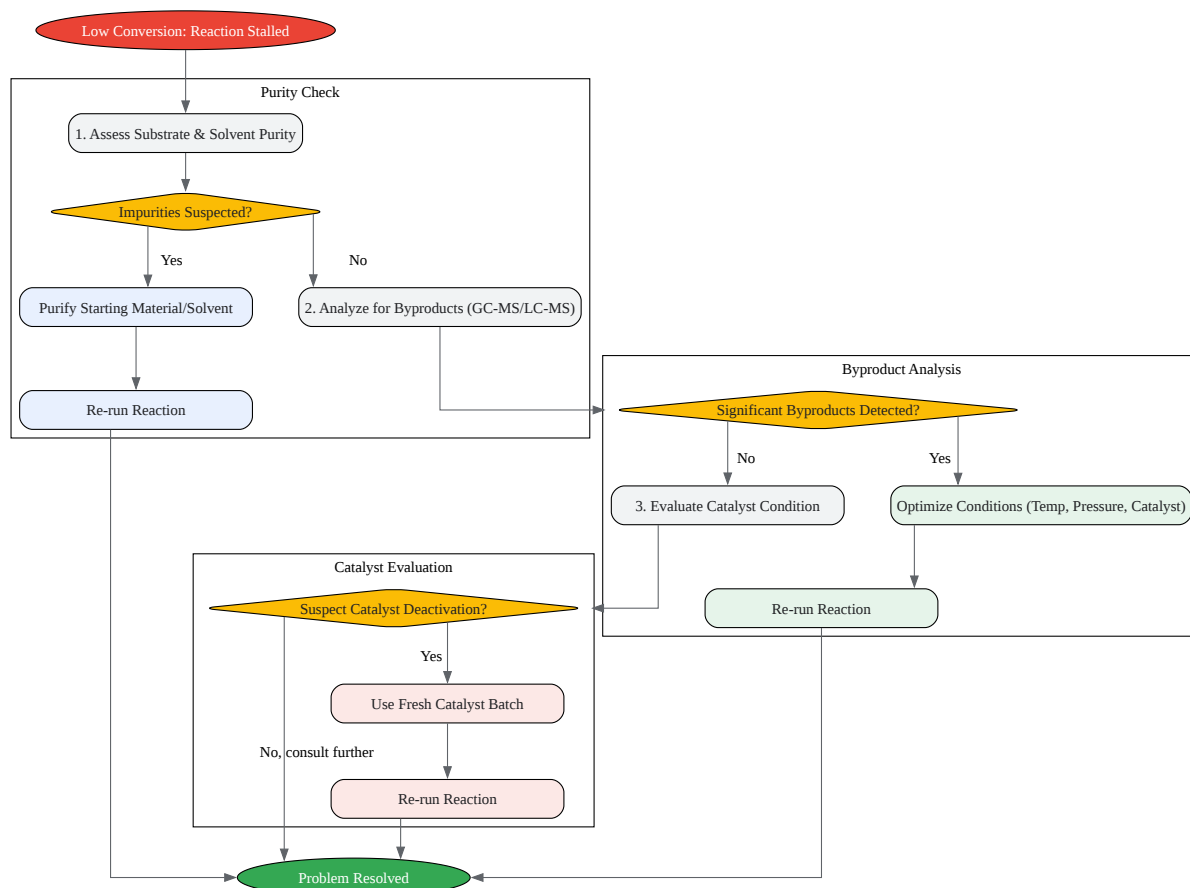 Low Conversion: Reaction Stalled
Purity Check
1. Assess Substrate & Solvent Purity
Impurities Suspected?
Yes
No
Purify Starting Material/Solvent
2. Analyze for Byproducts (GC-MS/LC-MS)
Re-run Reaction
Byproduct Analysis
Significant Byproducts Detected?
No
Yes
3. Evaluate Catalyst Condition
Optimize Conditions (Temp, Pressure, Catalyst)
Re-run Reaction
Catalyst Evaluation
Suspect Catalyst Deactivation?
Yes
Use Fresh Catalyst Batch
No, consult further
Re-run Reaction
Problem Resolved